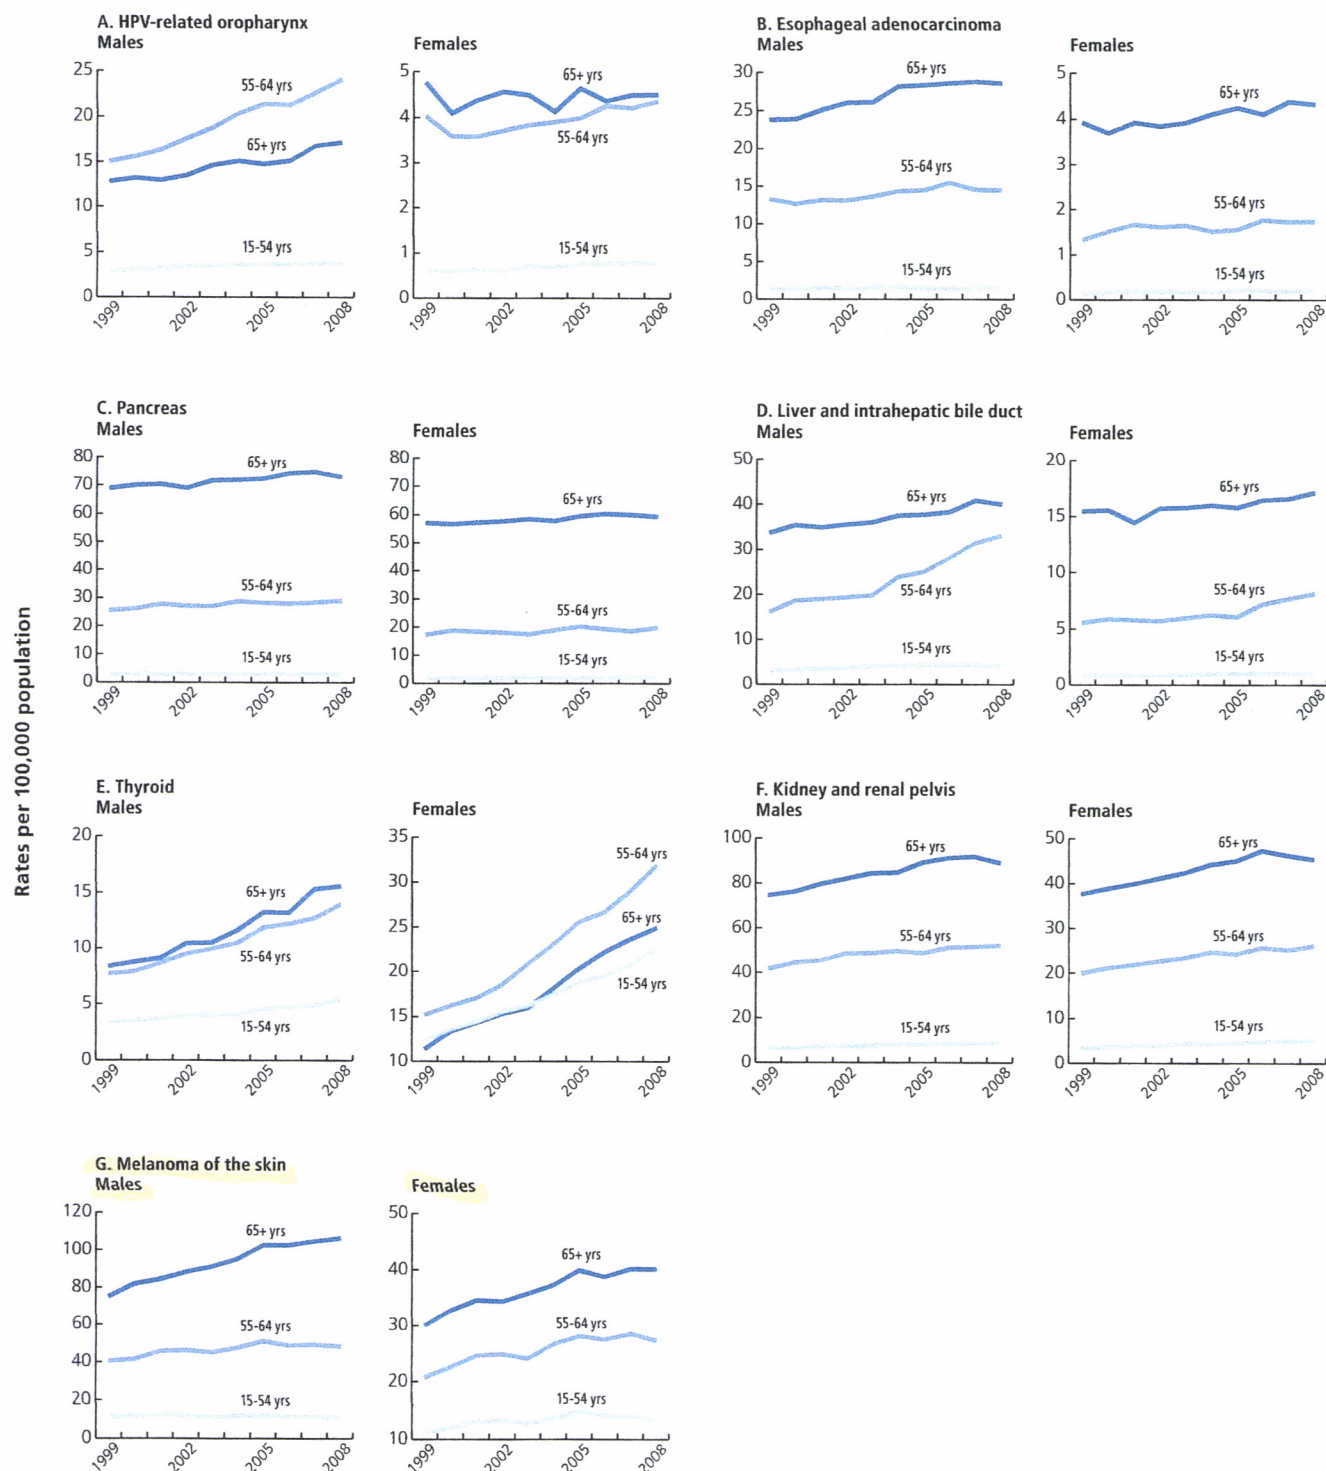 Rates per 100,000 population
A. HPV-related oropharynx
Males
25
20
15
10
5
0
55-64 yrs
65+ yrs
15-54 yrs
1999
2002
2005
2008
Females
5
4
3
2
1
0
65+ yrs
55-64 yrs
15-54 yrs
1999
2002
2005
2008
B. Esophageal adenocarcinoma
Males
30
25
20
15
10
5
0
65+ yrs
55-64 yrs
15-54 yrs
1999
2002
2005
2008
Females
5
4
3
2
1
0
65+ yrs
55-64 yrs
15-54 yrs
1999
2002
2005
2008
C. Pancreas
Males
80
70
60
50
40
30
20
10
0
65+ yrs
55-64 yrs
15-54 yrs
1999
2002
2005
2008
Females
80
70
60
50
40
30
20
10
0
65+ yrs
55-64 yrs
15-54 yrs
1999
2002
2005
2008
D. Liver and intrahepatic bile duct
Males
50
40
30
20
10
0
65+ yrs
55-64 yrs
15-54 yrs
1999
2002
2005
2008
Females
20
15
10
5
0
65+ yrs
55-64 yrs
15-54 yrs
1999
2002
2005
2008
E. Thyroid
Males
20
15
10
5
0
65+ yrs
55-64 yrs
15-54 yrs
1999
2002
2005
2008
Females
35
30
25
20
15
10
55-64 yrs
65+ yrs
15-54 yrs
1999
2002
2005
2008
F. Kidney and renal pelvis
Males
100
80
60
40
20
0
65+ yrs
55-64 yrs
15-54 yrs
1999
2002
2005
2008
Females
50
40
30
20
10
0
65+ yrs
55-64 yrs
15-54 yrs
1999
2002
2005
2008
G. Melanoma of the skin
Males
120
100
80
60
40
20
0
65+ yrs
55-64 yrs
15-54 yrs
1999
2002
2005
2008
Females
50
40
30
20
10
65+ yrs
55-64 yrs
15-54 yrs
1999
2002
2005
2008